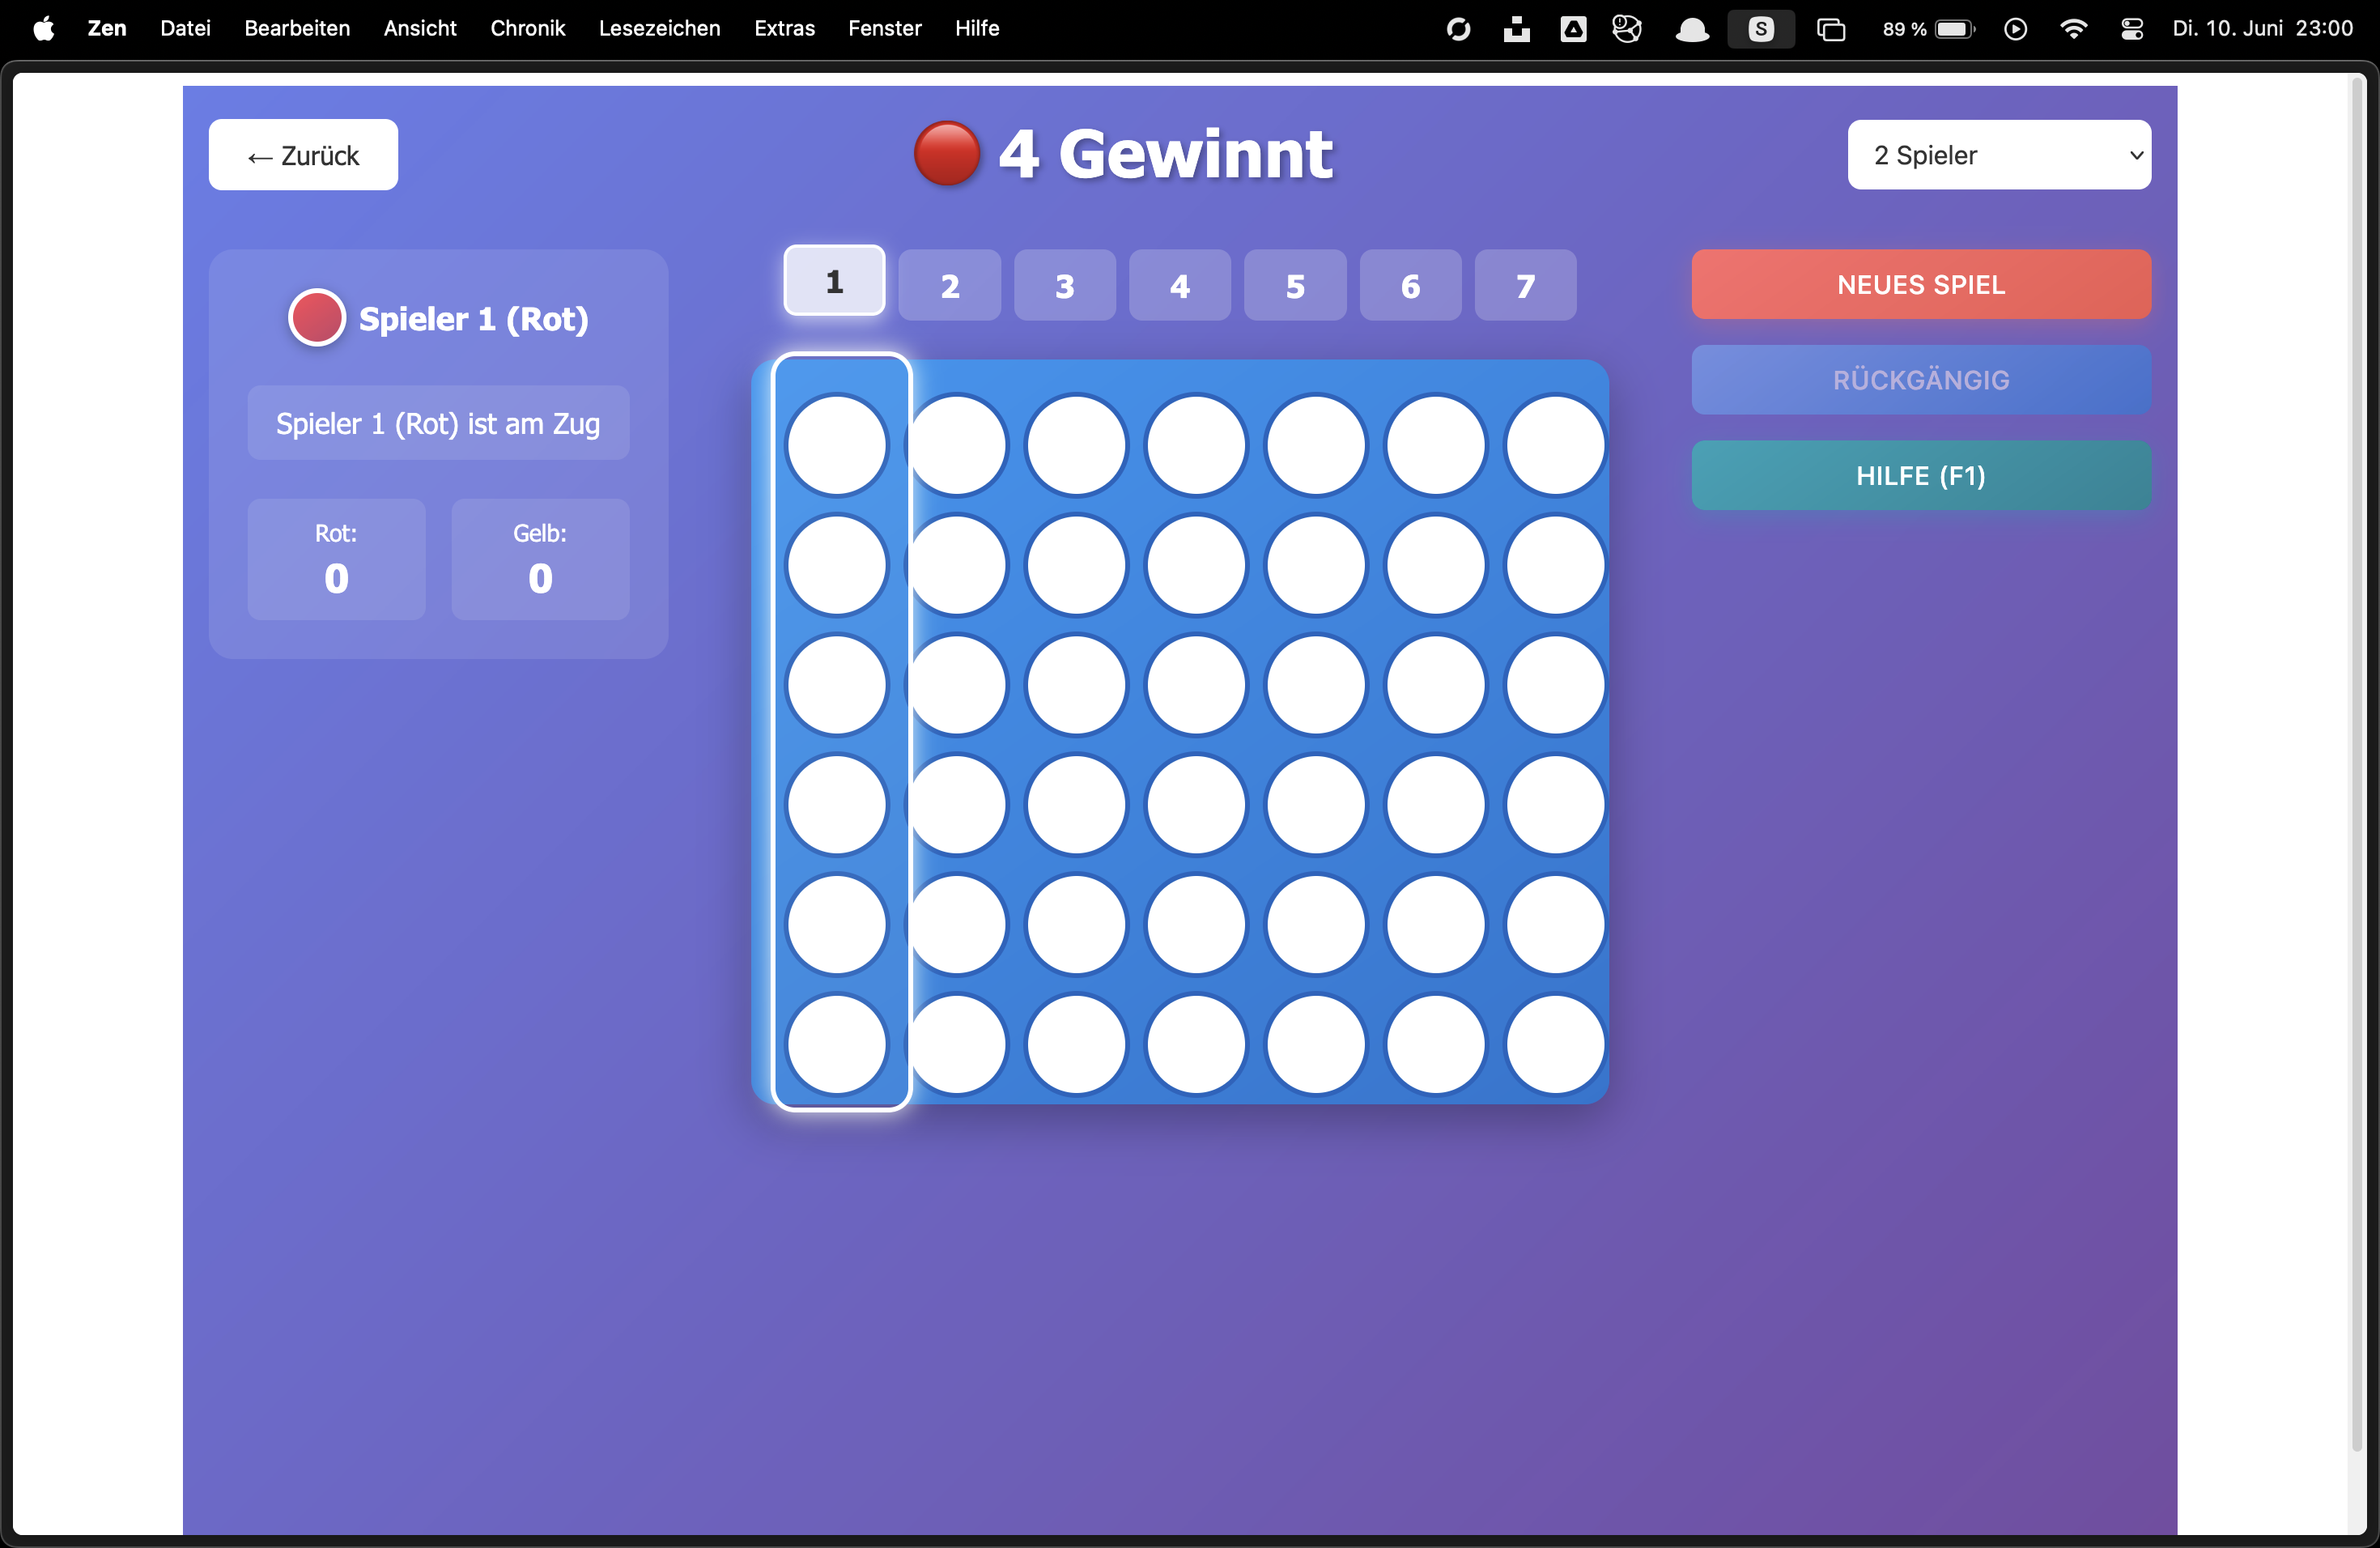 Zen Datei Bearbeiten Ansicht Chronik Lesezeichen Extras Fenster Hilfe S 89 % Di. 10. Juni 23:00
← Zurück
4 Gewinnt
2 Spieler
Spieler 1 (Rot)
Spieler 1 (Rot) ist am Zug
Rot:
0
Gelb:
0
1 2 3 4 5 6 7
NEUES SPIEL
RÜCKGÄNGIG
HILFE (F1)